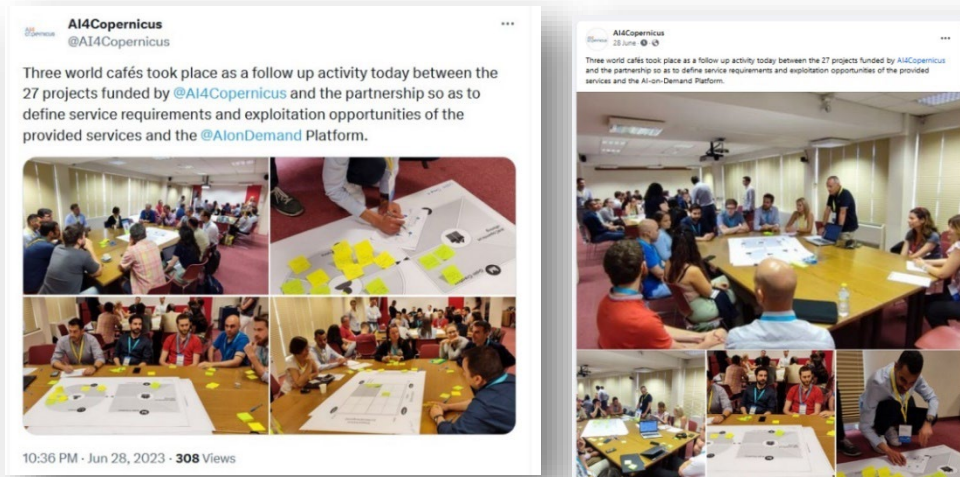 AI4Copernicus
@AI4Copernicus
Three world cafés took place as a follow up activity today between the
27 projects funded by @AI4Copernicus and the partnership so as to
define service requirements and exploitation opportunities of the
provided services and the @AIonDemand Platform.
10:36 PM · Jun 28, 2023 · 308 Views
AI4Copernicus
28 June ·
Three world cafés took place as a follow up activity today between the 27 projects funded by AI4Copernicus
and the partnership so as to define service requirements and exploitation opportunities of the provided
services and the AI-on-Demand Platform.